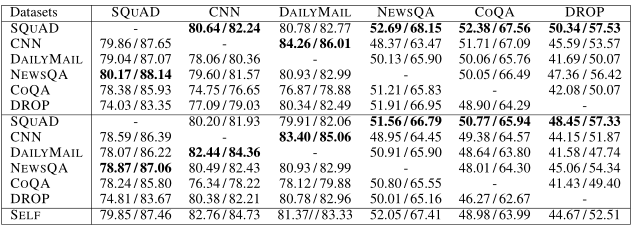 Datasets SQUAD CNN DAILYMAIL NEWSQA COQA DROP
SQUAD - 80.64 / 82.24 80.78 / 82.77 52.69 / 68.15 52.38 / 67.56 50.34 / 57.53
CNN 79.86 / 87.65 - 84.26 / 86.01 48.37 / 63.47 51.71 / 67.09 45.59 / 53.57
DAILYMAIL 79.04 / 87.07 78.06 / 80.36 - 50.13 / 65.90 50.06 / 65.76 41.69 / 50.07
NEWSQA 80.17 / 88.14 79.60 / 81.57 80.93 / 82.99 - 50.05 / 66.49 47.36 / 56.42
COQA 78.38 / 85.93 74.75 / 76.65 76.87 / 78.88 51.21 / 65.83 - 42.08 / 50.07
DROP 74.03 / 83.35 77.09 / 79.03 80.34 / 82.49 51.91 / 66.95 48.90 / 64.29 -
SQUAD - 80.20 / 81.93 79.91 / 82.06 51.56 / 66.79 50.77 / 65.94 48.45 / 57.33
CNN 78.59 / 86.39 - 83.40 / 85.06 48.95 / 64.45 49.38 / 64.57 44.15 / 51.87
DAILYMAIL 78.07 / 86.22 82.44 / 84.36 - 50.91 / 65.90 48.64 / 63.80 41.58 / 47.74
NEWSQA 78.87 / 87.06 80.49 / 82.43 80.93 / 82.99 - 48.01 / 64.30 45.06 / 54.34
COQA 78.24 / 85.80 76.34 / 78.22 78.12 / 79.88 50.80 / 65.55 - 41.43 / 49.40
DROP 74.81 / 83.67 80.38 / 82.21 80.78 / 82.96 50.01 / 65.16 46.27 / 62.67 -
SELF 79.85 / 87.46 82.76 / 84.73 81.37 / / 83.33 52.05 / 67.41 48.98 / 63.99 44.67 / 52.51